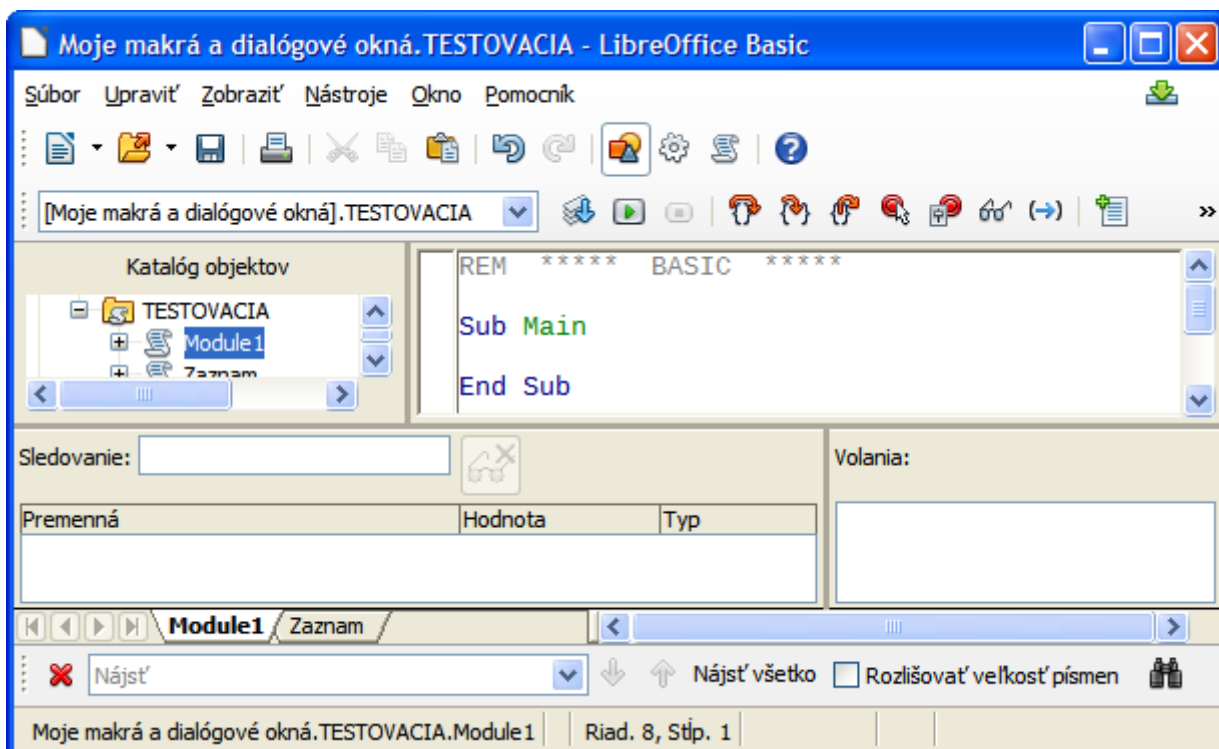 Moje makrá a dialógové okná.TESTOVACIA - LibreOffice Basic
Súbor Upraviť Zobraziť Nástroje Okno Pomocník
[Moje makrá a dialógové okná].TESTOVACIA
Katalóg objektov
TESTOVACIA
Module1
Zaznam
REM ***** BASIC *****
Sub Main
End Sub
Sledovanie:
Volania:
Premenná Hodnota Typ
Module1 Zaznam
Nájsť Nájsť všetko Rozlišovať veľkosť písmen
Moje makrá a dialógové okná.TESTOVACIA.Module1 Riad. 8, Stĺp. 1